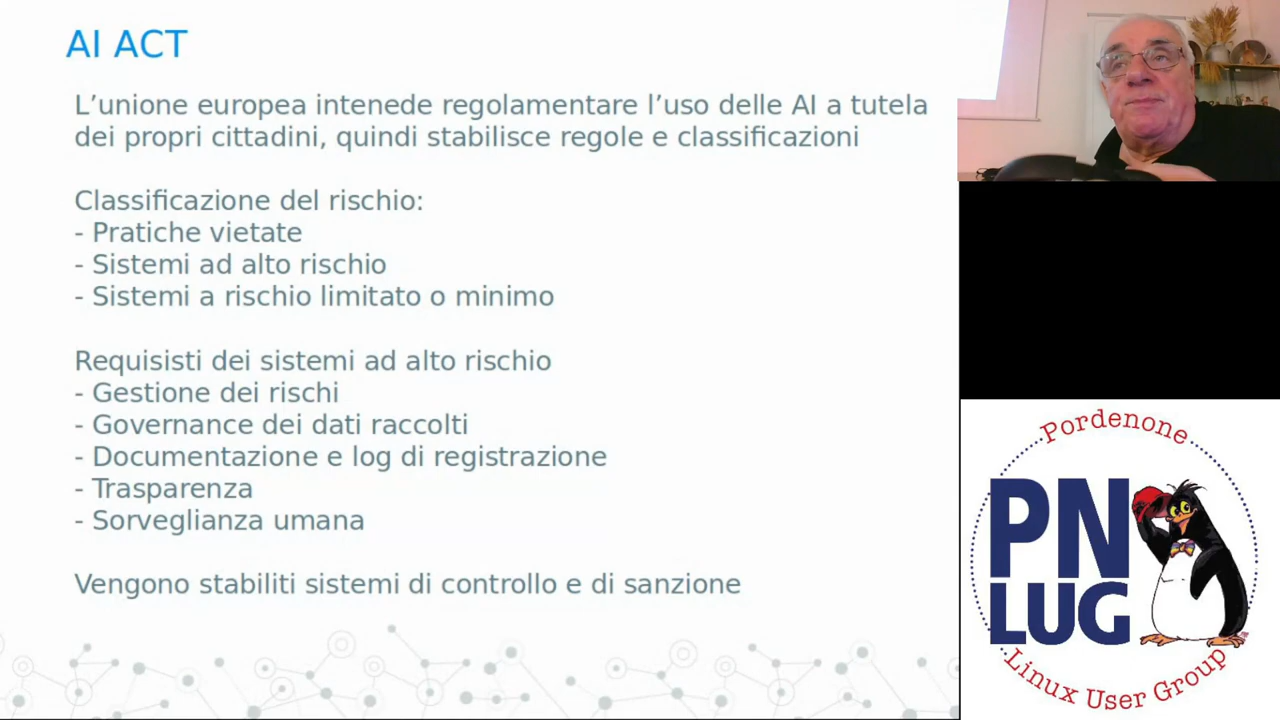 AI ACT
L’unione europea intenede regolamentare l’uso delle AI a tutela
dei propri cittadini, quindi stabilisce regole e classificazioni
Classificazione del rischio:
- Pratiche vietate
- Sistemi ad alto rischio
- Sistemi a rischio limitato o minimo
Requisisti dei sistemi ad alto rischio
- Gestione dei rischi
- Governance dei dati raccolti
- Documentazione e log di registrazione
- Trasparenza
- Sorveglianza umana
Vengono stabiliti sistemi di controllo e di sanzione
Pordenone
PN
LUG
Linux User Group